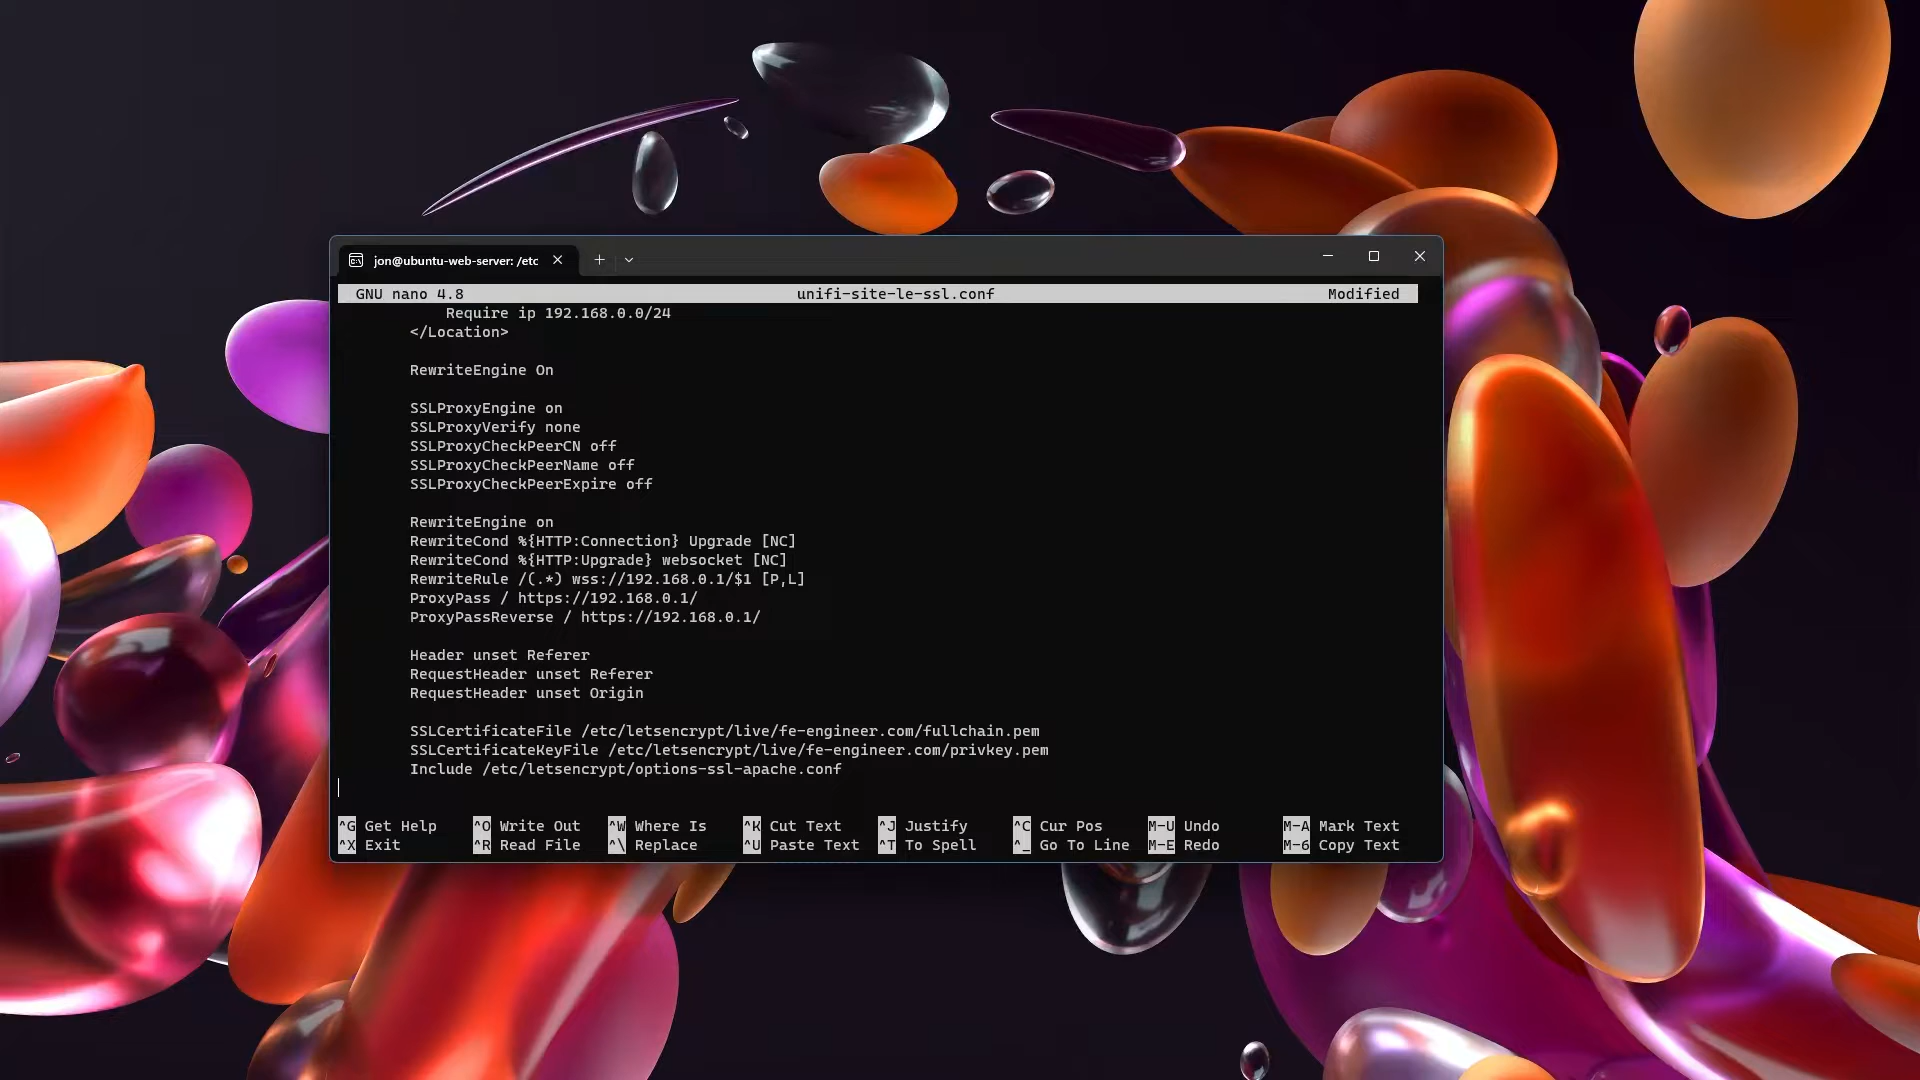 jon@ubuntu-web-server: /etc
GNU nano 4.8 unifi-site-le-ssl.conf Modified
Require ip 192.168.0.0/24
</Location>
RewriteEngine On
SSLProxyEngine on
SSLProxyVerify none
SSLProxyCheckPeerCN off
SSLProxyCheckPeerName off
SSLProxyCheckPeerExpire off
RewriteEngine on
RewriteCond %{HTTP:Connection} Upgrade [NC]
RewriteCond %{HTTP:Upgrade} websocket [NC]
RewriteRule /(.*) wss://192.168.0.1/$1 [P,L]
ProxyPass / https://192.168.0.1/
ProxyPassReverse / https://192.168.0.1/
Header unset Referer
RequestHeader unset Referer
RequestHeader unset Origin
SSLCertificateFile /etc/letsencrypt/live/fe-engineer.com/fullchain.pem
SSLCertificateKeyFile /etc/letsencrypt/live/fe-engineer.com/privkey.pem
Include /etc/letsencrypt/options-ssl-apache.conf
^G Get Help ^O Write Out ^W Where Is ^K Cut Text ^J Justify ^C Cur Pos M-U Undo M-A Mark Text
^X Exit ^R Read File ^\ Replace ^U Paste Text ^T To Spell ^_ Go To Line M-E Redo M-6 Copy Text